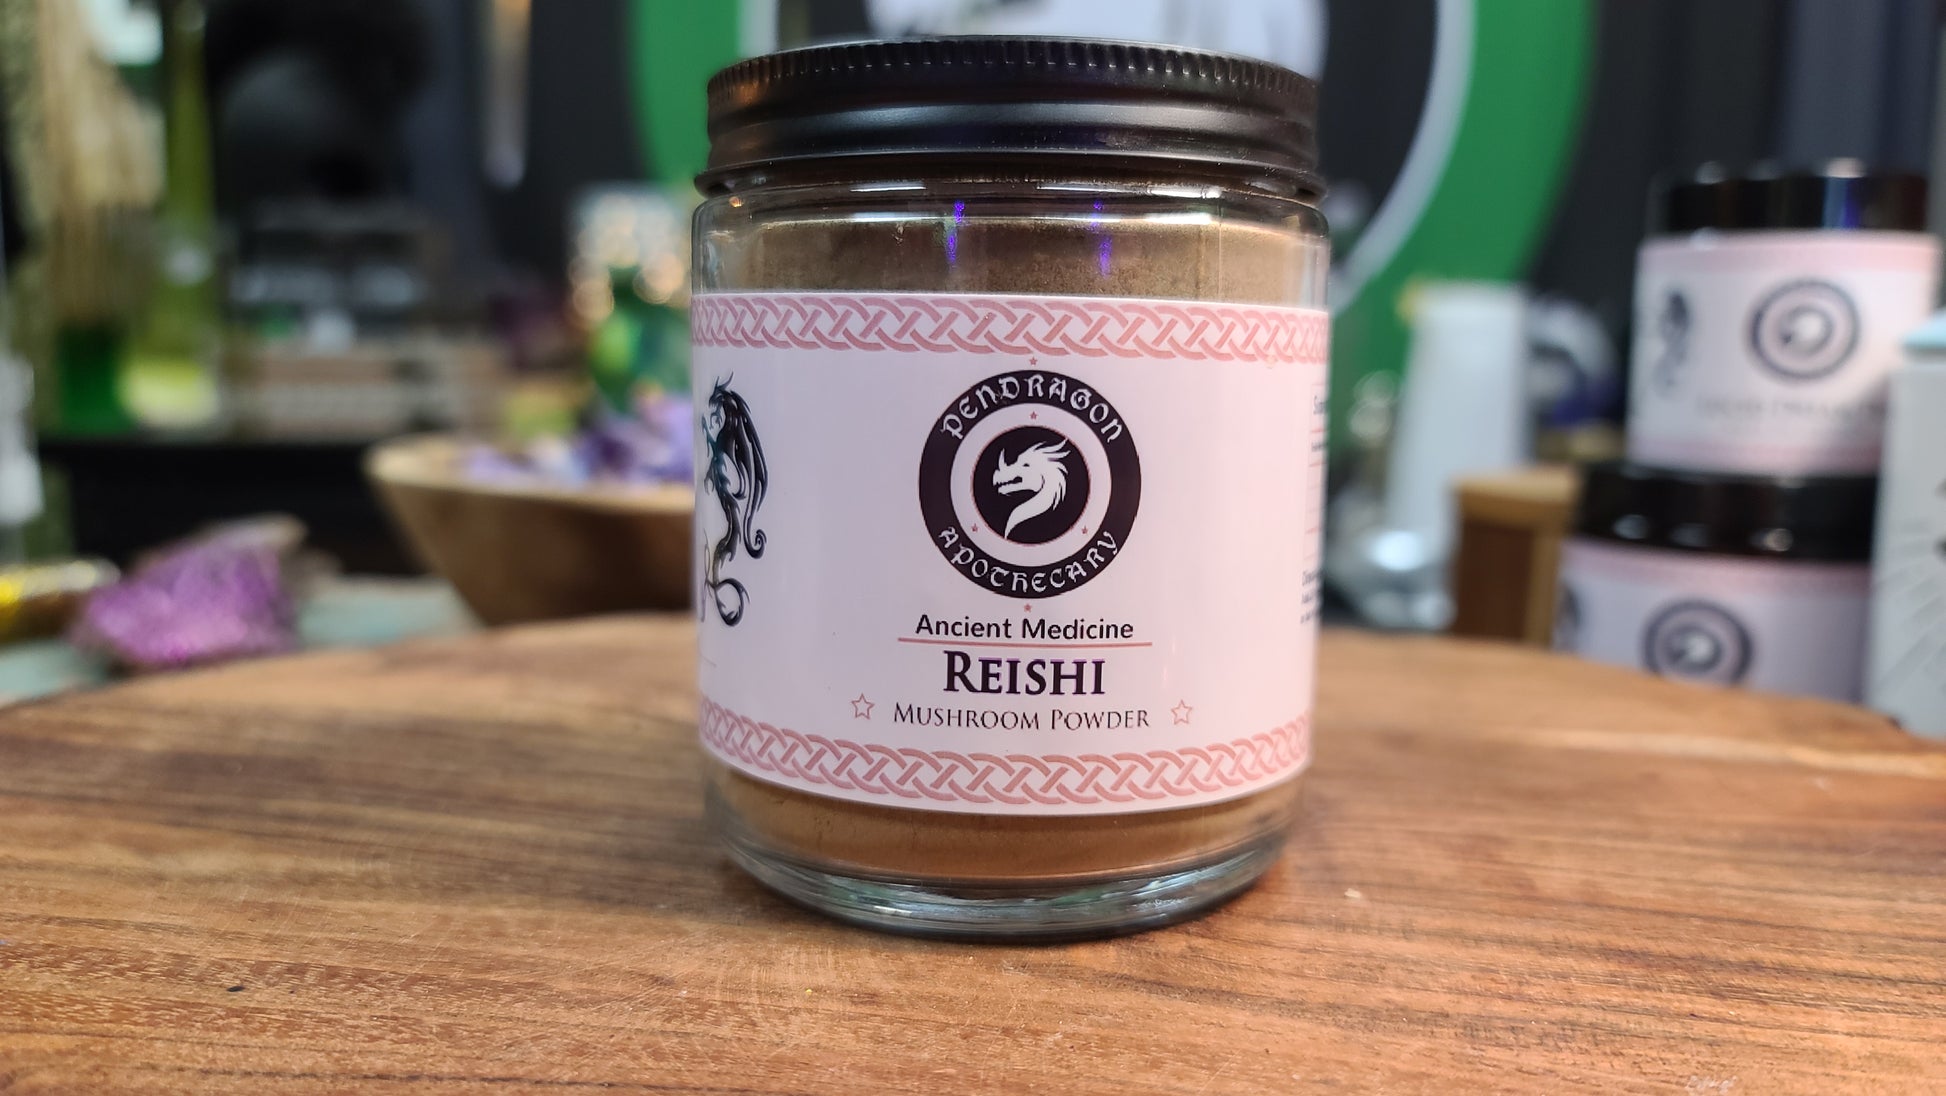 PENDRAGON
APOTHECARY
Ancient Medicine
REISHI
MUSHROOM POWDER